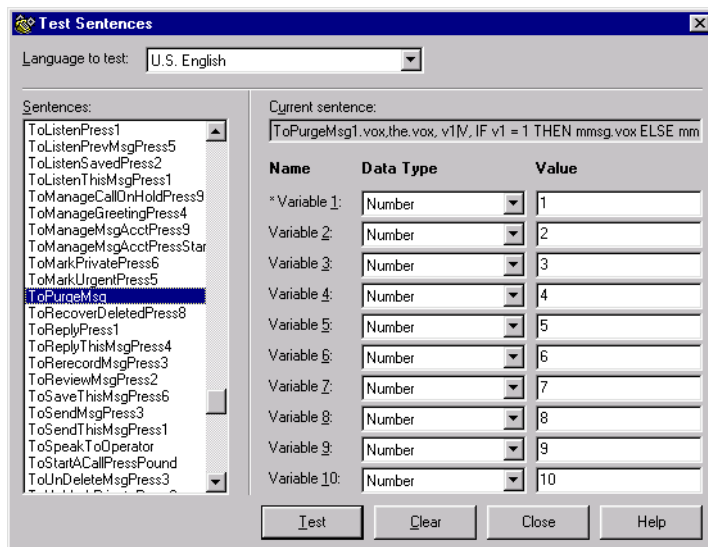 Test Sentences
Language to test: U.S. English
Sentences:
ToListenPress1
ToListenPrevMsgPress5
ToListenSavedPress2
ToListenThisMsgPress1
ToManageCallOnHoldPress9
ToManageGreetingPress4
ToManageMsgAcctPress9
ToManageMsgAcctPressStar
ToMarkPrivatePress6
ToMarkUrgentPress5
ToPurgeMsg
ToRecoverDeletedPress8
ToReplyPress1
ToReplyThisMsgPress4
ToRerecordMsgPress3
ToReviewMsgPress2
ToSaveThisMsgPress6
ToSendMsgPress3
ToSendThisMsgPress1
ToSpeakToOperator
ToStartACallPressPound
ToUnDeleteMsgPress3
Current sentence:
ToPurgeMsg1.vox,the.vox, v1|V, IF v1 = 1 THEN mmsg.vox ELSE mm
Name Data Type Value
*Variable 1: Number 1
Variable 2: Number 2
Variable 3: Number 3
Variable 4: Number 4
Variable 5: Number 5
Variable 6: Number 6
Variable 7: Number 7
Variable 8: Number 8
Variable 9: Number 9
Variable 10: Number 10
Test Clear Close Help